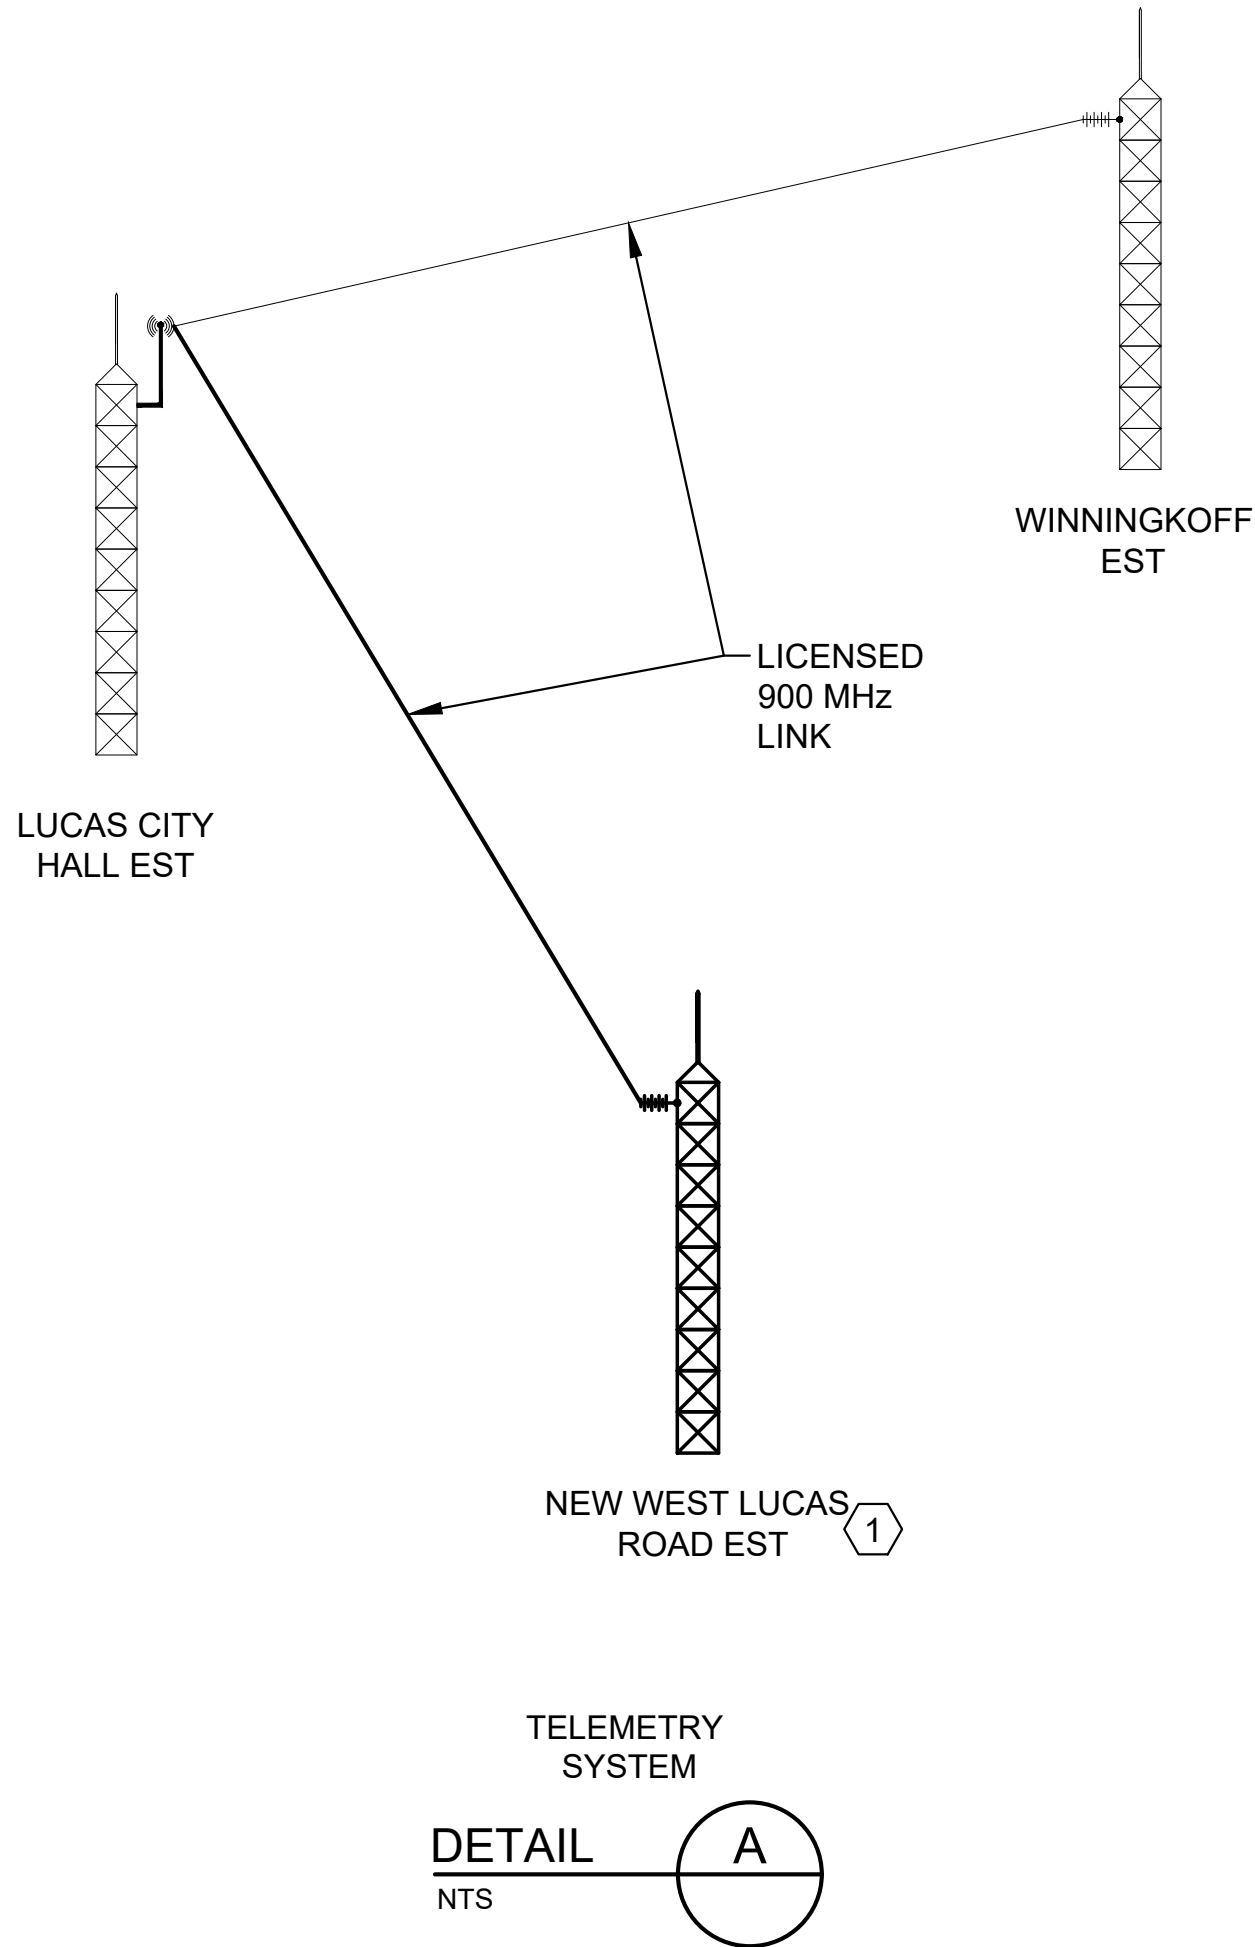 WINNINGKOFF
EST
LICENSED
900 MHz
LINK
LUCAS CITY
HALL EST
NEW WEST LUCAS
ROAD EST
1
TELEMETRY
SYSTEM
DETAIL
A
NTS